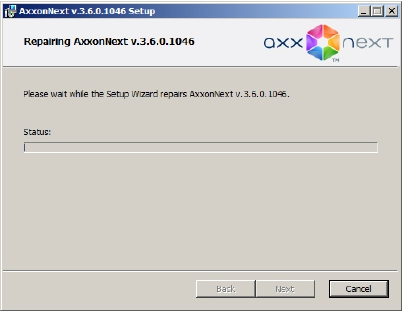 AxxonNext v.3.6.0.1046 Setup
Repairing AxxonNext v.3.6.0.1046
axx next
TM
Please wait while the Setup Wizard repairs AxxonNext v.3.6.0.1046.
Status:
Back
Next
Cancel